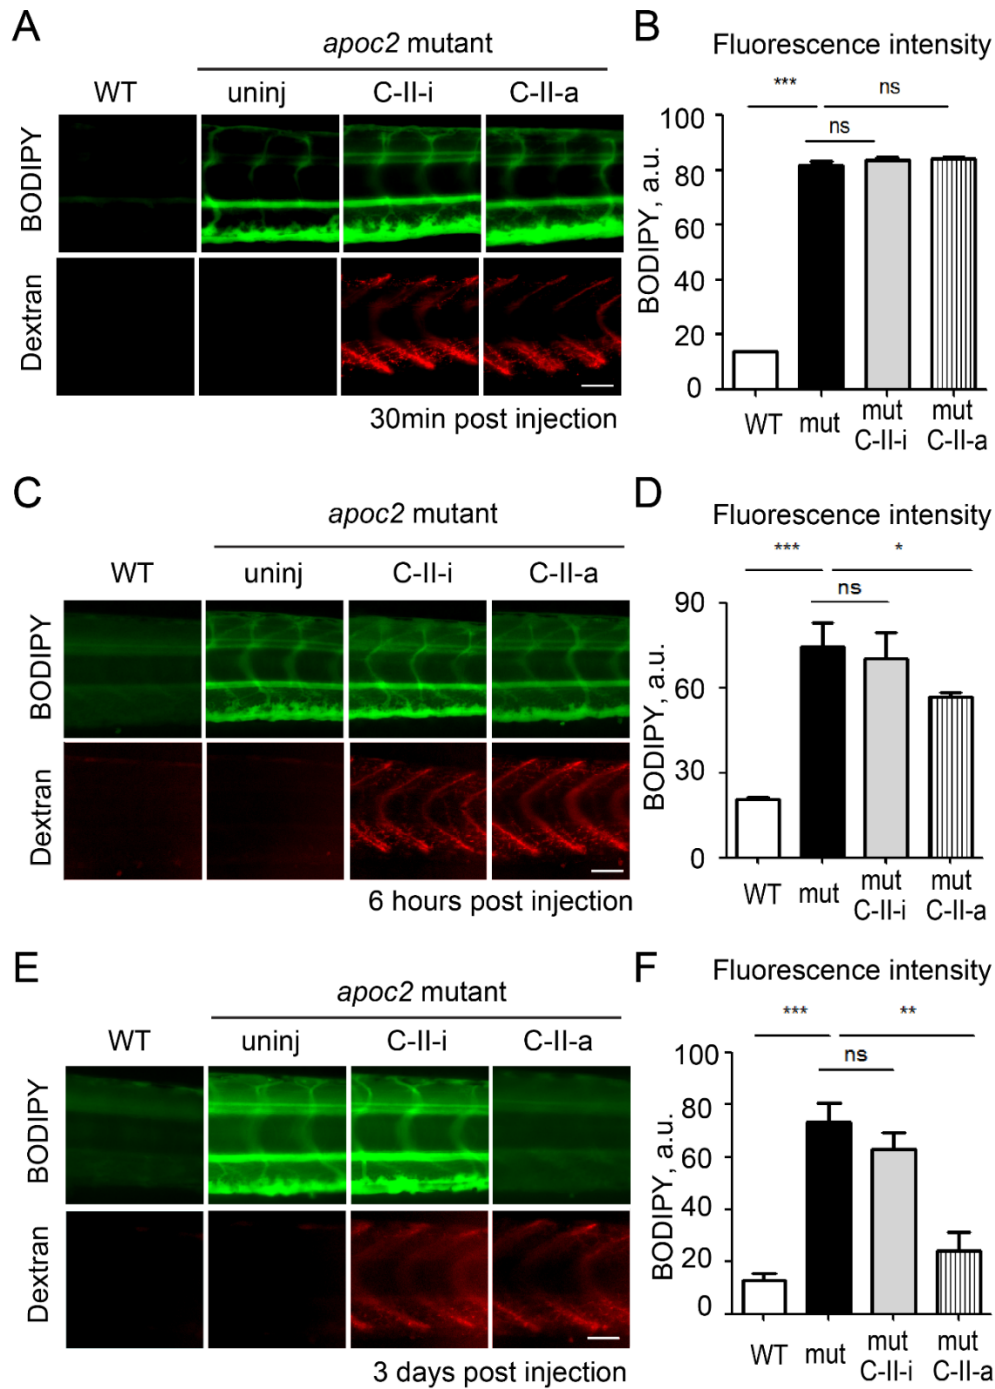 A
apoc2 mutant
WT uninj C-II-i C-II-a
BODIPY
Dextran
30min post injection
B
Fluorescence intensity
*** ns
ns
BODIPY, a.u.
100
80
60
40
20
0
WT mut mut mut
C-II-i C-II-a
C
apoc2 mutant
WT uninj C-II-i C-II-a
BODIPY
Dextran
6 hours post injection
D
Fluorescence intensity
*** *
ns
BODIPY, a.u.
90
60
30
0
WT mut mut mut
C-II-i C-II-a
E
apoc2 mutant
WT uninj C-II-i C-II-a
BODIPY
Dextran
3 days post injection
F
Fluorescence intensity
*** **
ns
BODIPY, a.u.
100
80
60
40
20
0
WT mut mut mut
C-II-i C-II-a